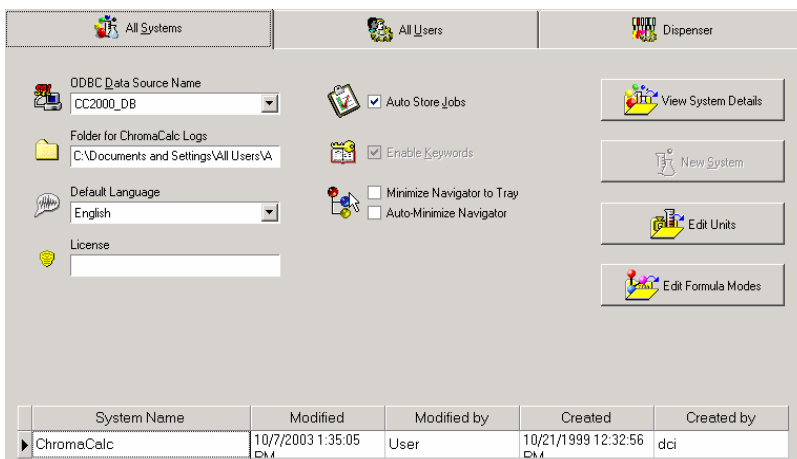 All Systems
All Users
Dispenser
ODBC Data Source Name
CC2000_DB
Folder for ChromaCalc Logs
C:\Documents and Settings\All Users\A
Default Language
English
License
Auto Store Jobs
Enable Keywords
Minimize Navigator to Tray
Auto-Minimize Navigator
View System Details
New System
Edit Units
Edit Formula Modes
System Name Modified Modified by Created Created by
ChromaCalc 10/7/2003 1:35:05 User 10/21/1999 12:32:56 dci
PM PM